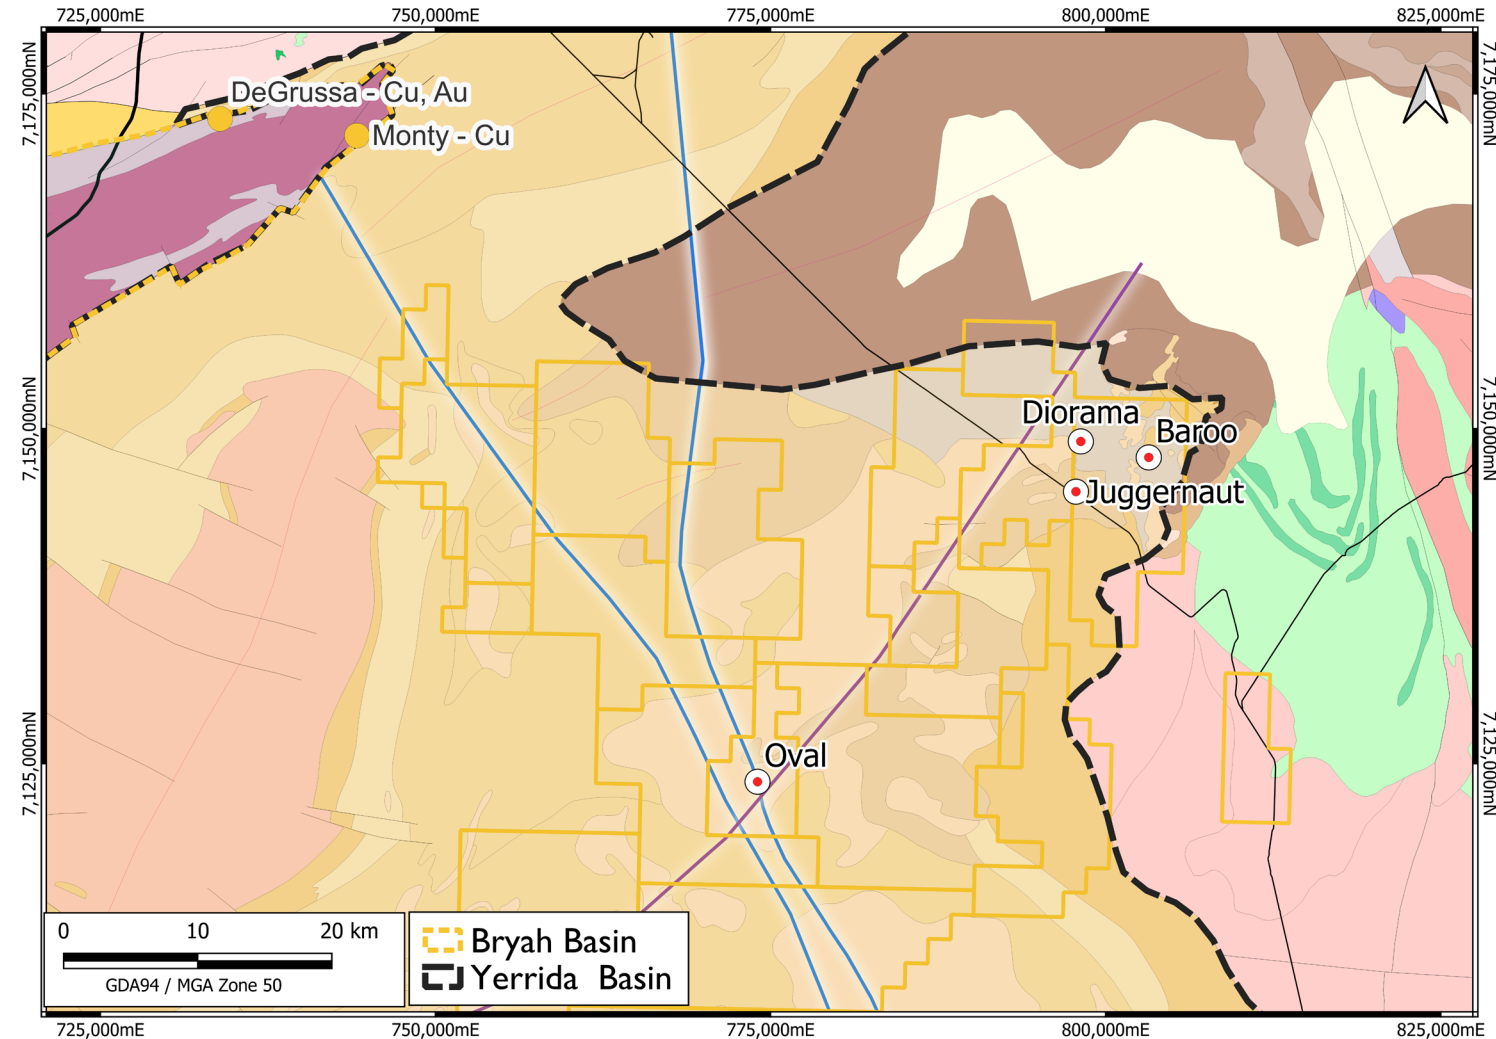 725,000mE 750,000mE 775,000mE 800,000mE 825,000mE
7,175,000mN
7,175,000mN
DeGrussa - Cu, Au
Monty - Cu
7,150,000mN
7,150,000mN
Diorama
Baroo
Juggernaut
7,125,000mN
7,125,000mN
Oval
0 10 20 km
GDA94 / MGA Zone 50
Bryah Basin
Yerrida Basin
725,000mE 750,000mE 775,000mE 800,000mE 825,000mE